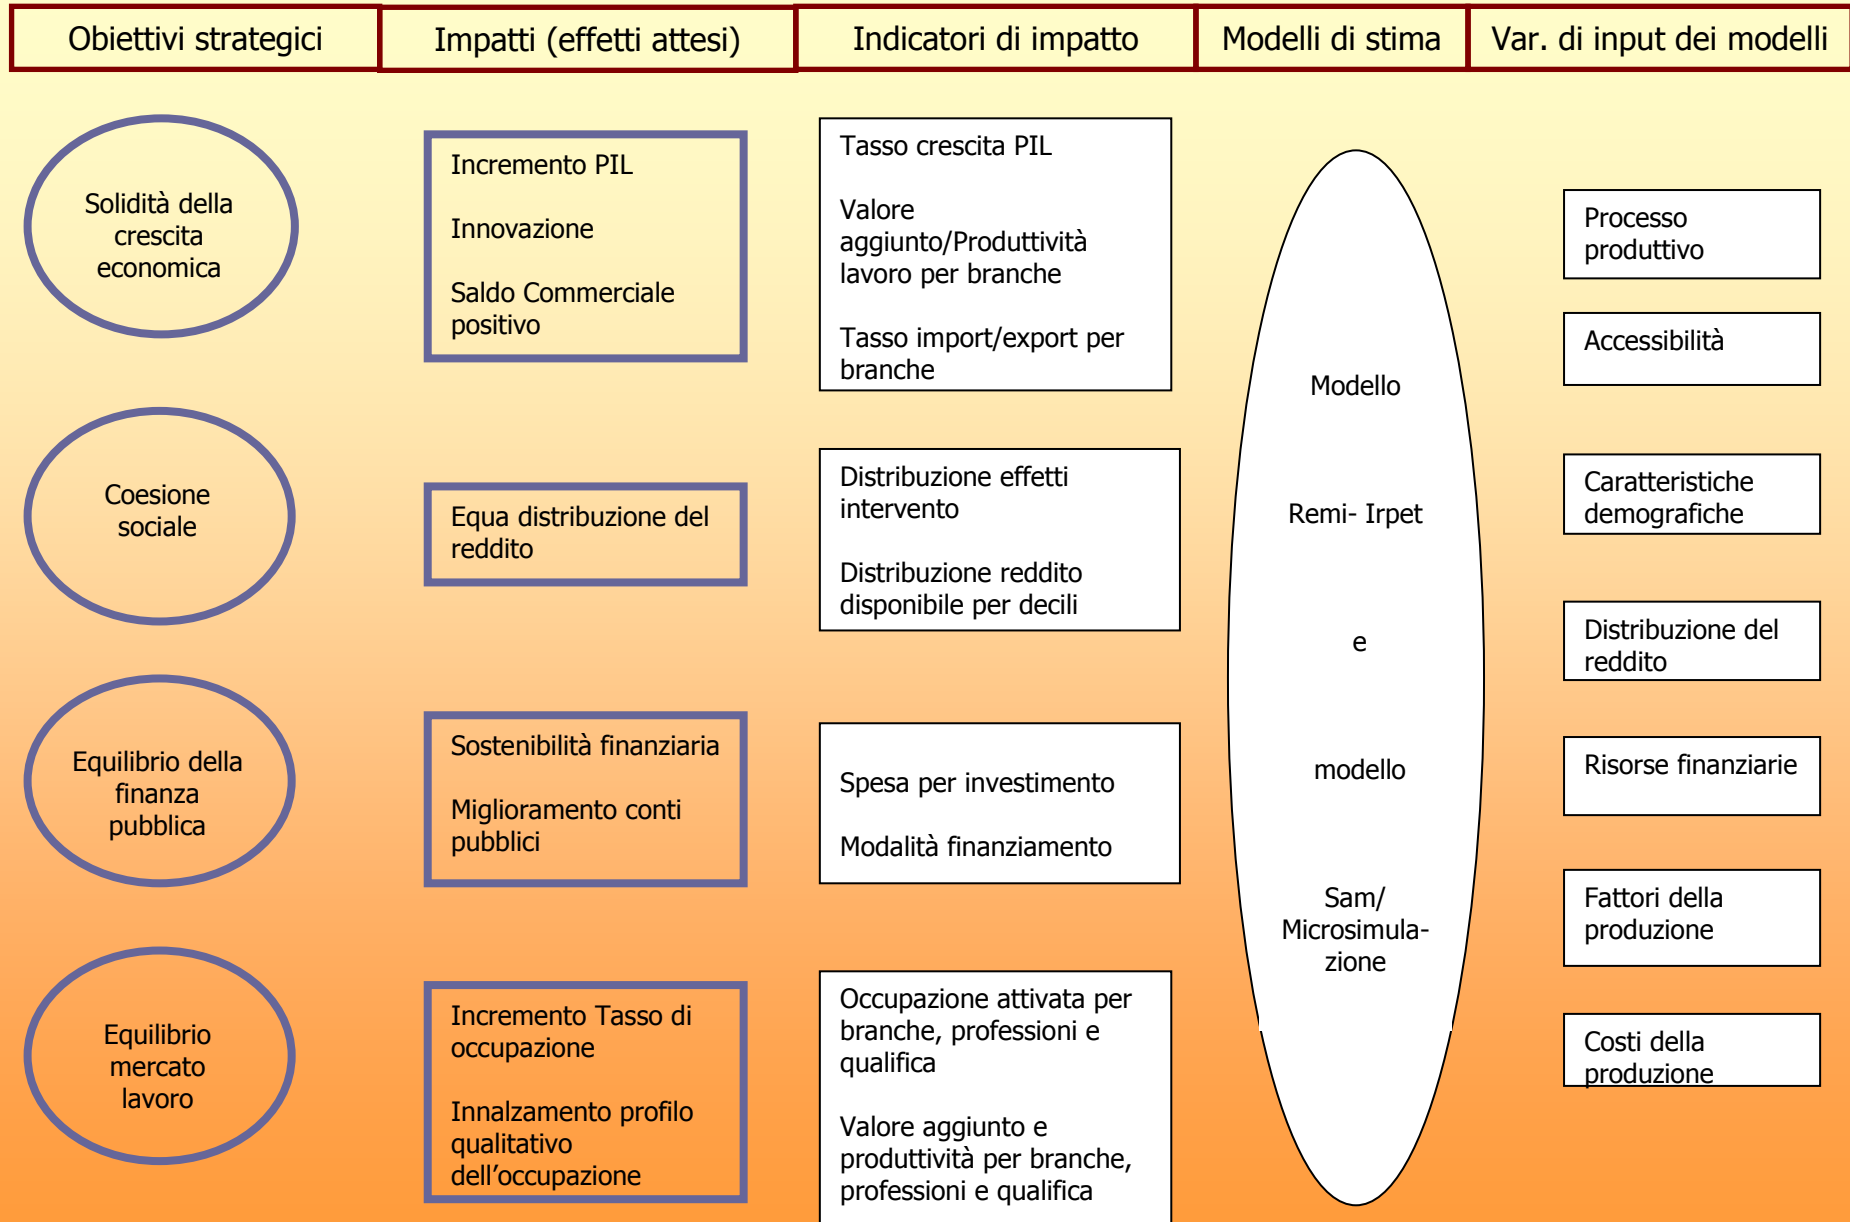 Obiettivi strategici
Impatti (effetti attesi)
Indicatori di impatto
Modelli di stima
Var. di input dei modelli
Solidità della
crescita
economica
Coesione
sociale
Equilibrio della
finanza
pubblica
Equilibrio
mercato
lavoro
Incremento PIL
Innovazione
Saldo Commerciale
positivo
Equa distribuzione del
reddito
Sostenibilità finanziaria
Miglioramento conti
pubblici
Incremento Tasso di
occupazione
Innalzamento profilo
qualitativo
dell’occupazione
Tasso crescita PIL
Valore
aggiunto/Produttività
lavoro per branche
Tasso import/export per
branche
Distribuzione effetti
intervento
Distribuzione reddito
disponibile per decili
Spesa per investimento
Modalità finanziamento
Occupazione attivata per
branche, professioni e
qualifica
Valore aggiunto e
produttività per branche,
professioni e qualifica
Modello
Remi- Irpet
e
modello
Sam/
Microsimula-
zione
Processo
produttivo
Accessibilità
Caratteristiche
demografiche
Distribuzione del
reddito
Risorse finanziarie
Fattori della
produzione
Costi della
produzione